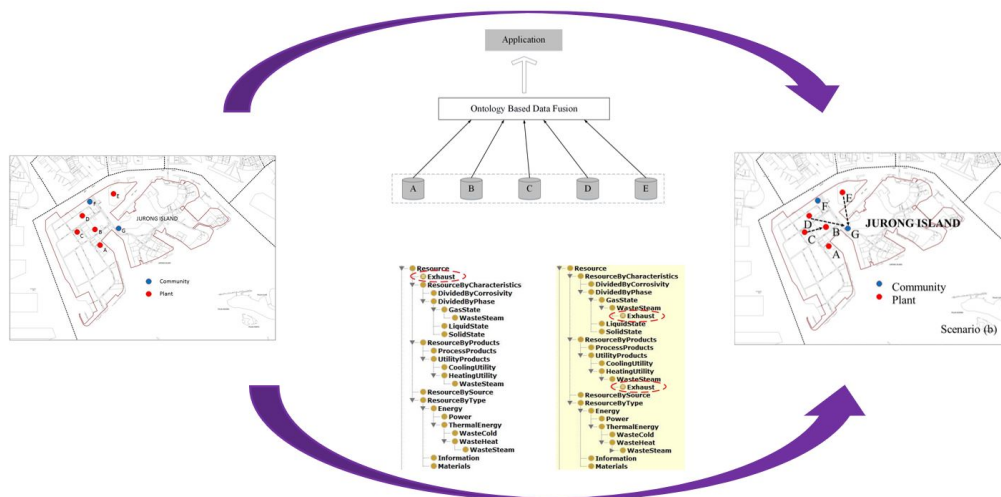 Application
Ontology Based Data Fusion
A
B
C
D
E
E
F
JURONG ISLAND
D
G
C
B
A
Community
Plant
Resource
Exhaust
ResourceByCharacteristics
DividedByCorrosivity
DividedByPhase
GasState
WasteSteam
LiquidState
SolidState
ResourceByProducts
ProcessProducts
UtilityProducts
CoolingUtility
HeatingUtility
WasteSteam
ResourceBySource
ResourceByType
Energy
Power
ThermalEnergy
WasteCold
WasteHeat
WasteSteam
Information
Materials
Resource
ResourceByCharacteristics
DividedByCorrosivity
DividedByPhase
GasState
WasteSteam
Exhaust
LiquidState
SolidState
ResourceByProducts
ProcessProducts
UtilityProducts
CoolingUtility
HeatingUtility
WasteSteam
Exhaust
ResourceBySource
ResourceByType
Energy
Power
ThermalEnergy
WasteCold
WasteHeat
WasteSteam
Information
Materials
E
F
D
JURONG ISLAND
B
G
C
A
Community
Plant
Scenario (b)